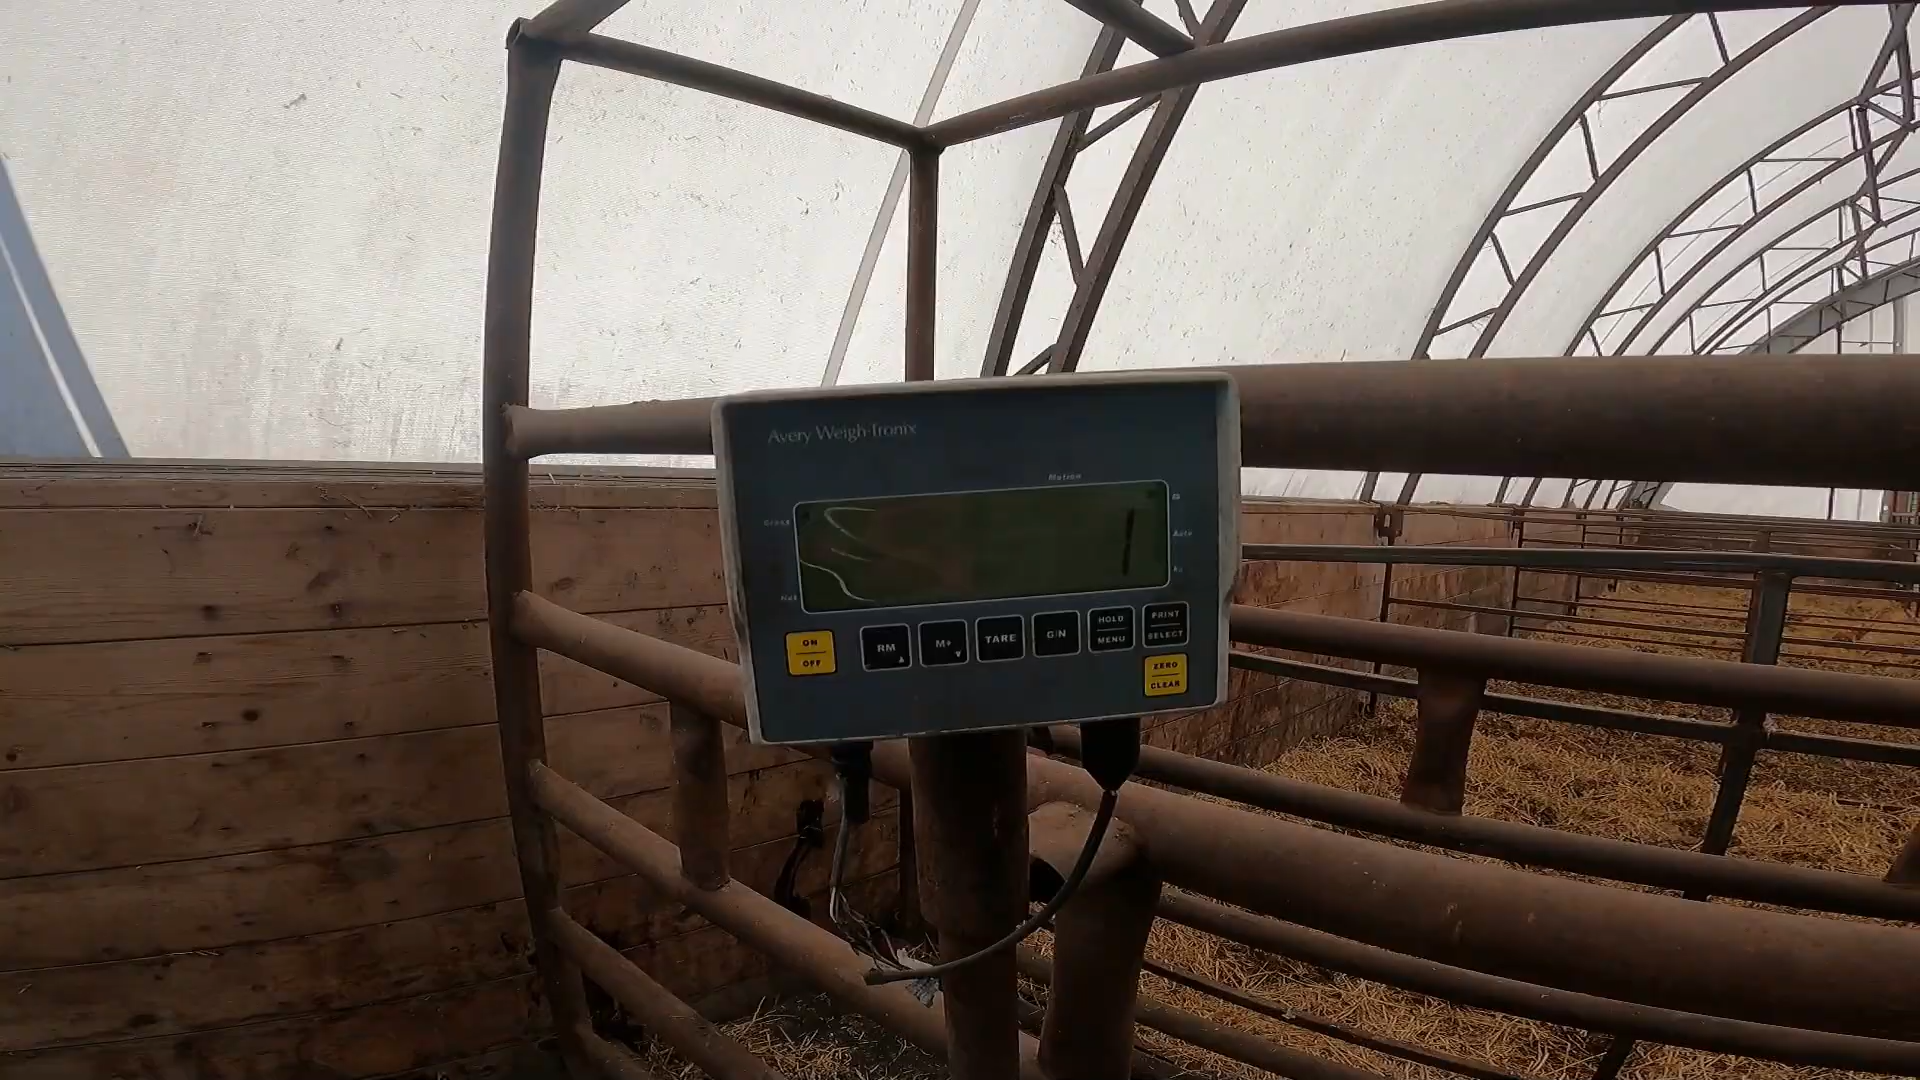 Avery Weigh-Tronix
Motion
Gross
1
Auto
Net
ON
OFF
RM
M+
TARE
G/N
HOLD
MENU
PRINT
SELECT
ZERO
CLEAR